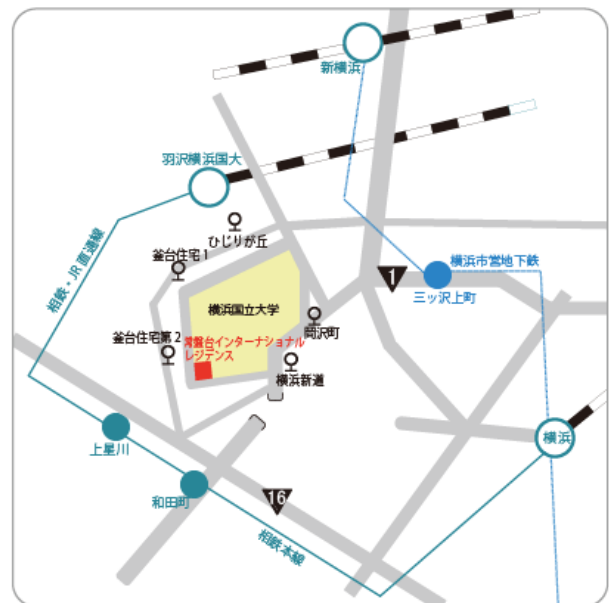 新横浜
羽沢横浜国大
ひじりが丘
相鉄・JR直通線
釜台住宅1
横浜市営地下鉄
1
三ッ沢上町
横浜国立大学
岡沢町
釜台住宅第2
常盤台インターナショナル
レジデンス
横浜新道
上星川
横浜
和田町
16
相鉄本線